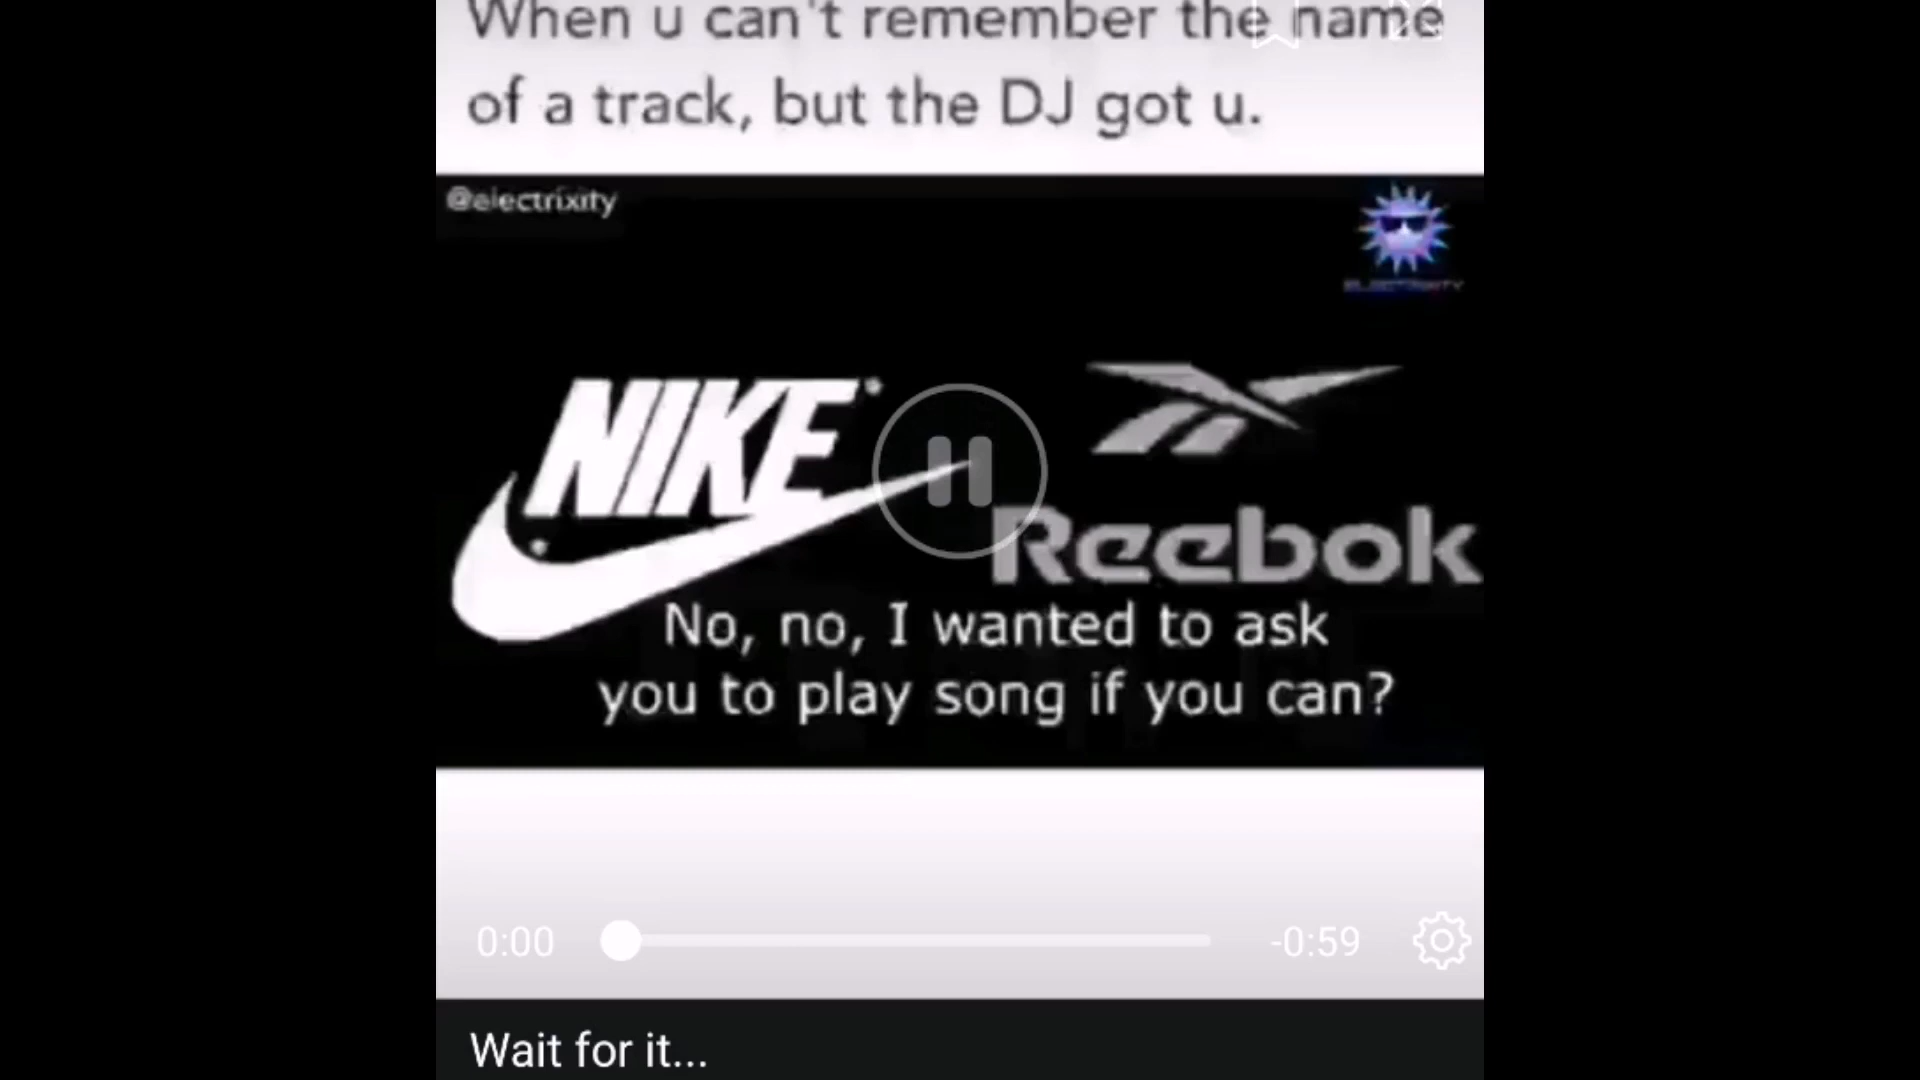 When u can't remember the name
of a track, but the DJ got u.
@electrixity
ELECTRIXITY
NIKE
Reebok
No, no, I wanted to ask
you to play song if you can?
0:00
-0:59
Wait for it...